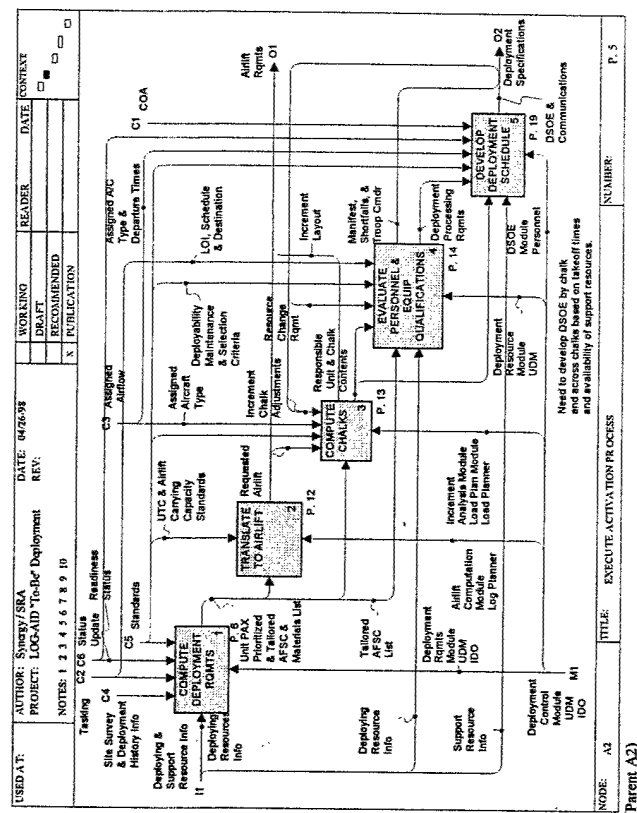 USED AT:
AUTHOR: Synergy/SRA
PROJECT: LOG-AID "To-Be" Deployment
NOTES: 1 2 3 4 5 6 7 8 9 10
DATE: 04/26-98
REV:
WORKING
DRAFT
RECOMMENDED
X PUBLICATION
READER
DATE
CONTEXT
Tasking
C2 C6 Status
Update
Readiness
Status
C4
Site Survey
& Deployment
History Info
C5 Standards
C3 Assigned
Airflow
Assigned A/C
Type &
Departure Times
C1 COA
Deploying &
Support
Resource Info
I1
Deploying
Resources
Info
COMPUTE
DEPLOYMENT
RQMTS 1
P. 6
UTC & Airlift
Carrying
Capacity
Standards
Assigned
Aircraft
Type
Deployability
Maintenance
& Selection
Criteria
LOI, Schedule
& Destination
Airlift
Rqmts O1
Unit PAX
Prioritized
& Tailored
AFSC &
Materials List
TRANSLATE
TO AIRLIFT
2
P. 12
Requested
Airlift
Increment
Chalk
Adjustments
Resource
Change
Rqmt
Increment
Layout
COMPUTE
CHALKS
3
P. 13
Responsible
Unit & Chalk
Contents
Manifest,
Shortfalls, &
Troop Cmdr
EVALUATE
PERSONNEL &
EQUIP
QUALIFICATIONS 4
P. 14
Deployment
Processing
Rqmts
DEVELOP
DEPLOYMENT
SCHEDULE 5
P. 19
O2
Deployment
Specifications
DSOE &
Communications
Tailored
AFSC
List
Deploying
Resource
Info
Deployment
Rqmts
Module
UDM
IDO
Support
Resource
Info
Airlift
Computation
Module
Log Planner
Increment
Analysis Module
Load Plan Module
Load Planner
Deployment
Resource
Module
UDM
DSOE
Module
Personnel
Deployment
Control
Module
UDM
IDO
M1
Need to develop DSOE by chalk
and across chalks based on takeoff times
and availability of support resources.
NODE: A2
TITLE: EXECUTE ACTIVATION PROCESS
NUMBER:
P. 5
Parent A2)